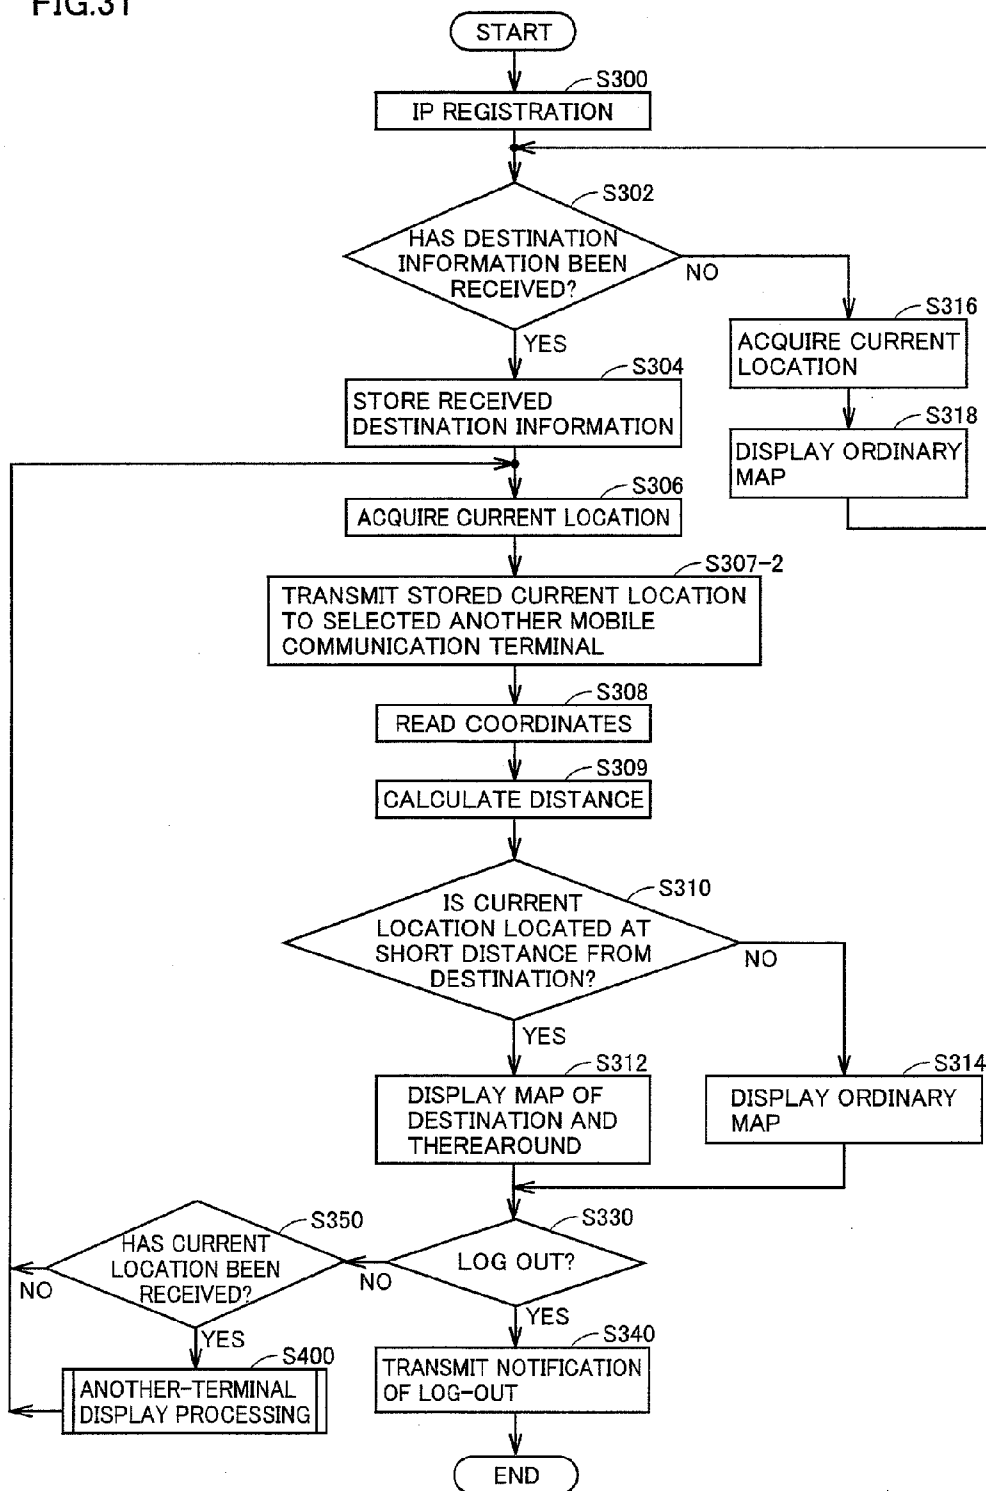 FIG.31
START
S300
IP REGISTRATION
S302
HAS DESTINATION
INFORMATION BEEN
RECEIVED?
NO
YES
S316
ACQUIRE CURRENT
LOCATION
S304
STORE RECEIVED
DESTINATION INFORMATION
S318
DISPLAY ORDINARY
MAP
S306
ACQUIRE CURRENT LOCATION
S307-2
TRANSMIT STORED CURRENT LOCATION
TO SELECTED ANOTHER MOBILE
COMMUNICATION TERMINAL
S308
READ COORDINATES
S309
CALCULATE DISTANCE
S310
IS CURRENT
LOCATION LOCATED AT
SHORT DISTANCE FROM
DESTINATION?
NO
YES
S312
DISPLAY MAP OF
DESTINATION AND
THEREAROUND
S314
DISPLAY ORDINARY
MAP
S330
LOG OUT?
NO
YES
S350
HAS CURRENT
LOCATION BEEN
RECEIVED?
NO
YES
S400
ANOTHER-TERMINAL
DISPLAY PROCESSING
S340
TRANSMIT NOTIFICATION
OF LOG-OUT
END